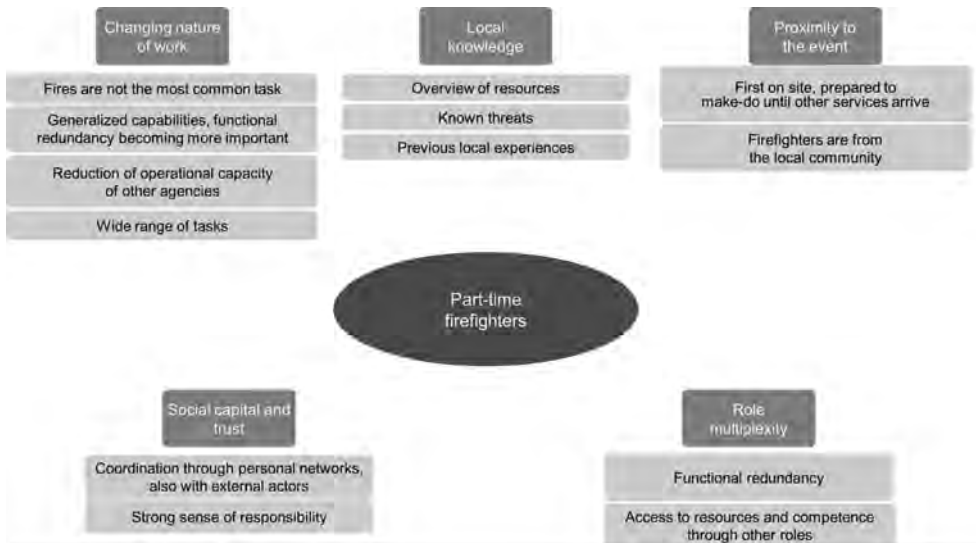 Changing nature
of work
Fires are not the most common task
Generalized capabilities, functional
redundancy becoming more important
Reduction of operational capacity
of other agencies
Wide range of tasks
Local
knowledge
Overview of resources
Known threats
Previous local experiences
Proximity to
the event
First on site, prepared to
make-do until other services arrive
Firefighters are from
the local community
Part-time
firefighters
Social capital and
trust
Coordination through personal networks,
also with external actors
Strong sense of responsibility
Role
multiplexity
Functional redundancy
Access to resources and competence
through other roles